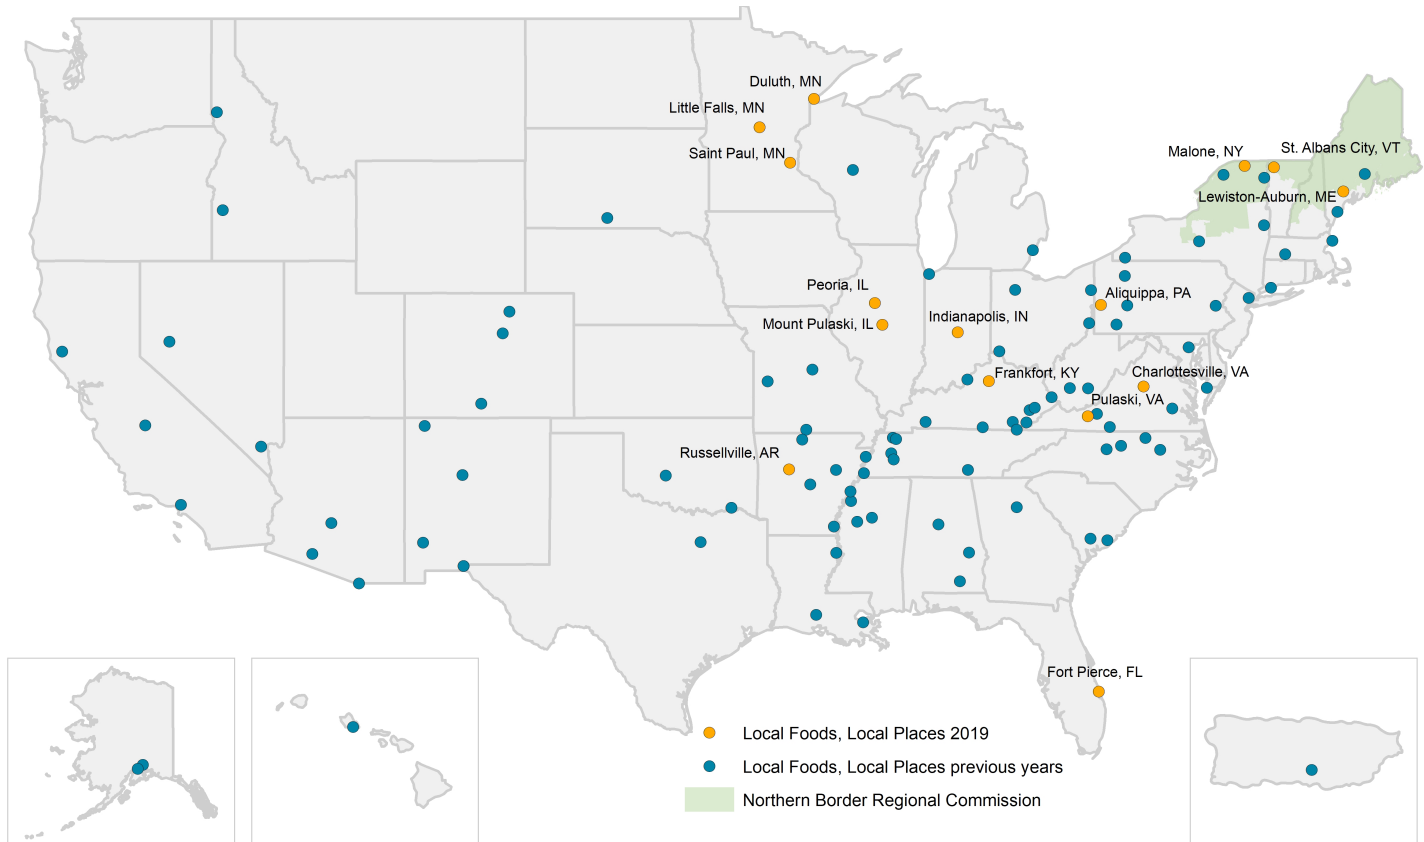 Duluth, MN
Little Falls, MN
Saint Paul, MN
Malone, NY
St. Albans City, VT
Lewiston-Auburn, ME
Peoria, IL
Aliquippa, PA
Mount Pulaski, IL
Indianapolis, IN
Frankfort, KY
Charlottesville, VA
Pulaski, VA
Russellville, AR
Fort Pierce, FL
Local Foods, Local Places 2019
Local Foods, Local Places previous years
Northern Border Regional Commission